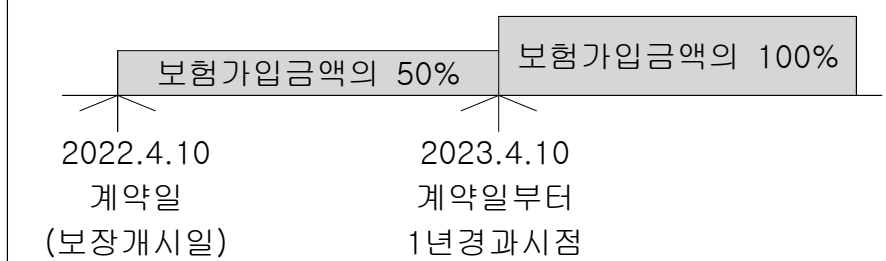 보험가입금액의 50%
보험가입금액의 100%
2022.4.10
계약일
(보장개시일)
2023.4.10
계약일부터
1년경과시점